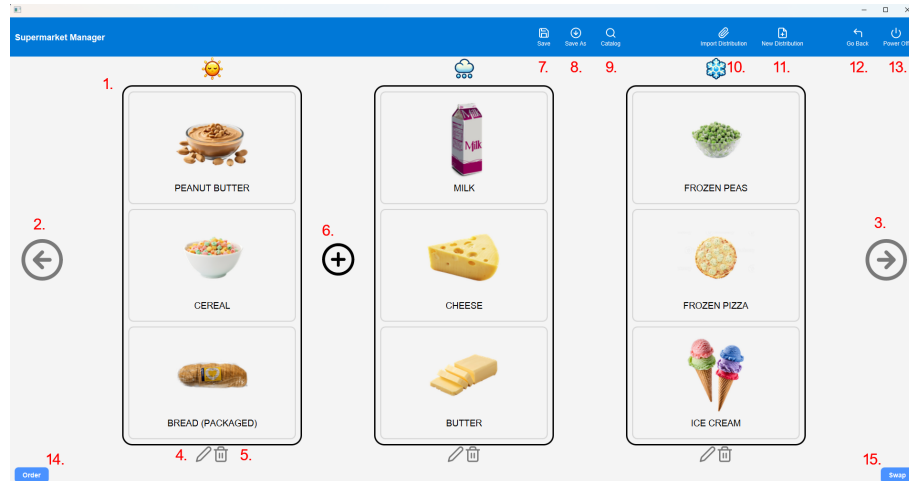 Supermarket Manager
Save
Save As
Catalog
Import Distribution
New Distribution
Go Back
Power Off
7.
8.
9.
10.
11.
12.
13.
1.
PEANUT BUTTER
MILK
Milk
FROZEN PEAS
2.
6.
3.
CEREAL
CHEESE
FROZEN PIZZA
BREAD (PACKAGED)
BUTTER
ICE CREAM
4.
5.
14.
15.
Order
Swap